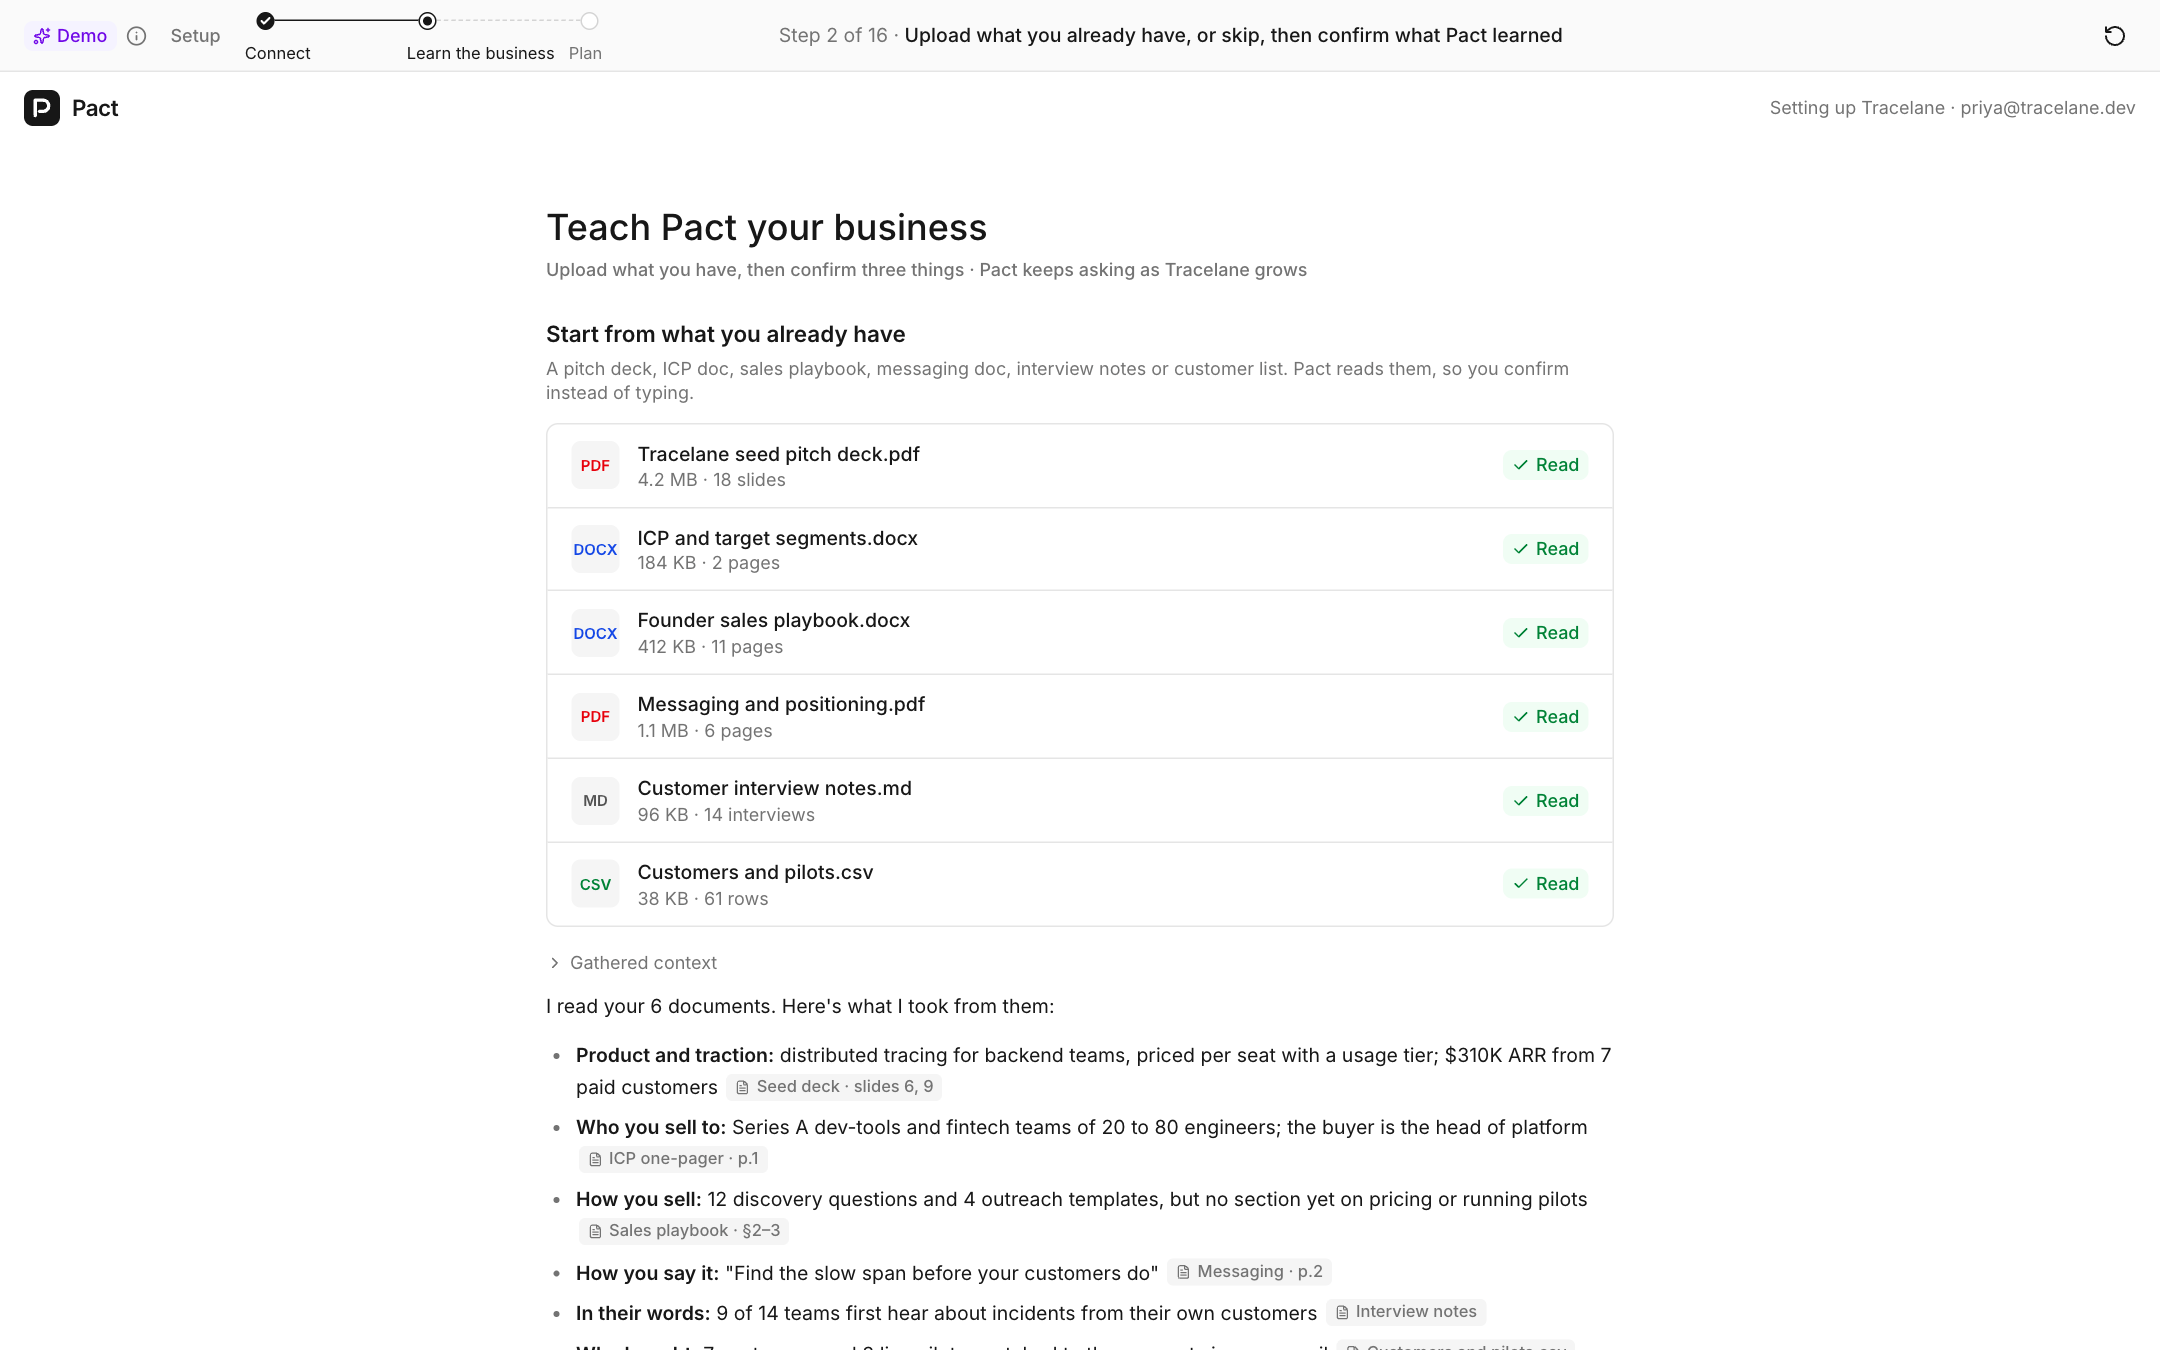 Demo
Setup
Connect
Learn the business
Plan
Step 2 of 16 · Upload what you already have, or skip, then confirm what Pact learned
Pact
Setting up Tracelane · priya@tracelane.dev
Teach Pact your business
Upload what you have, then confirm three things · Pact keeps asking as Tracelane grows
Start from what you already have
A pitch deck, ICP doc, sales playbook, messaging doc, interview notes or customer list. Pact reads them, so you confirm
instead of typing.
PDF
Tracelane seed pitch deck.pdf
4.2 MB · 18 slides
Read
DOCX
ICP and target segments.docx
184 KB · 2 pages
Read
DOCX
Founder sales playbook.docx
412 KB · 11 pages
Read
PDF
Messaging and positioning.pdf
1.1 MB · 6 pages
Read
MD
Customer interview notes.md
96 KB · 14 interviews
Read
CSV
Customers and pilots.csv
38 KB · 61 rows
Read
Gathered context
I read your 6 documents. Here's what I took from them:
Product and traction: distributed tracing for backend teams, priced per seat with a usage tier; $310K ARR from 7
paid customers Seed deck · slides 6, 9
Who you sell to: Series A dev-tools and fintech teams of 20 to 80 engineers; the buyer is the head of platform
ICP one-pager · p.1
How you sell: 12 discovery questions and 4 outreach templates, but no section yet on pricing or running pilots
Sales playbook · §2–3
How you say it: "Find the slow span before your customers do" Messaging · p.2
In their words: 9 of 14 teams first hear about incidents from their own customers Interview notes